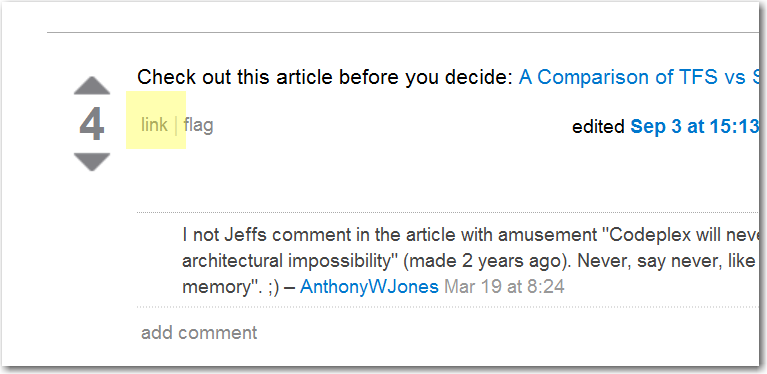 Check out this article before you decide: A Comparison of TFS vs S
4
link | flag
edited Sep 3 at 15:13
I not Jeffs comment in the article with amusement "Codeplex will neve
architectural impossibility" (made 2 years ago). Never, say never, like
memory". ;) – AnthonyWJones Mar 19 at 8:24
add comment